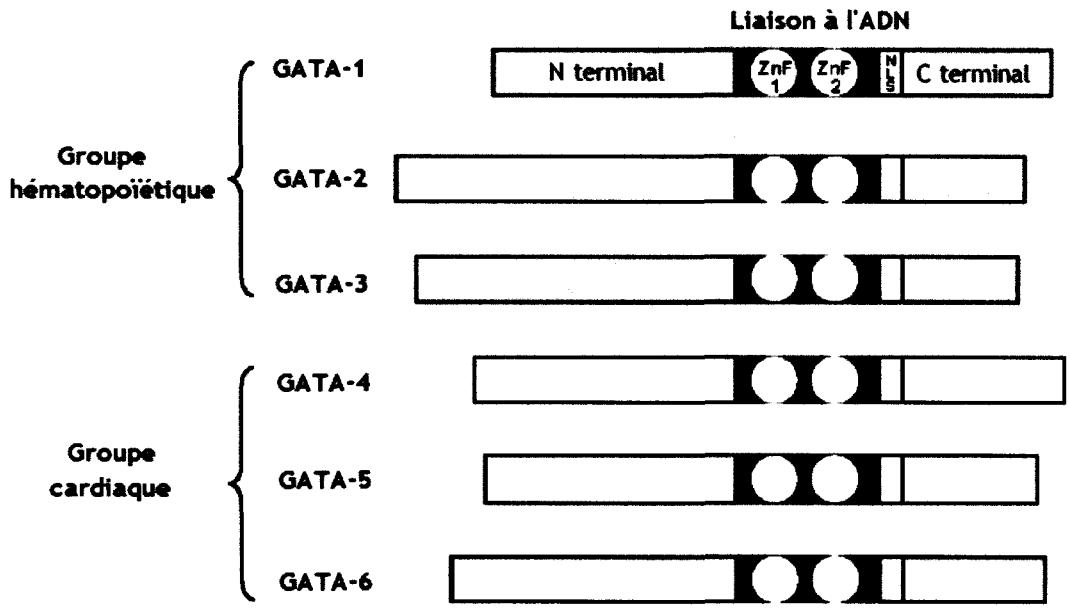 Liaison à l'ADN
GATA-1
N terminal
ZnF
1
ZnF
2
NLS
C terminal
Groupe
hématopoïétique
GATA-2
GATA-3
GATA-4
Groupe
cardiaque
GATA-5
GATA-6